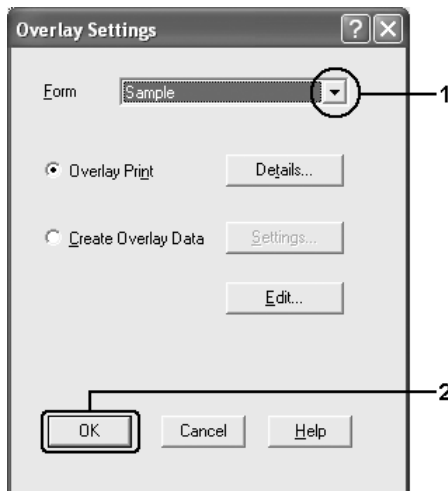 Overlay Settings
Form Sample 1
Overlay Print Details...
Create Overlay Data Settings...
Edit...
2
OK Cancel Help